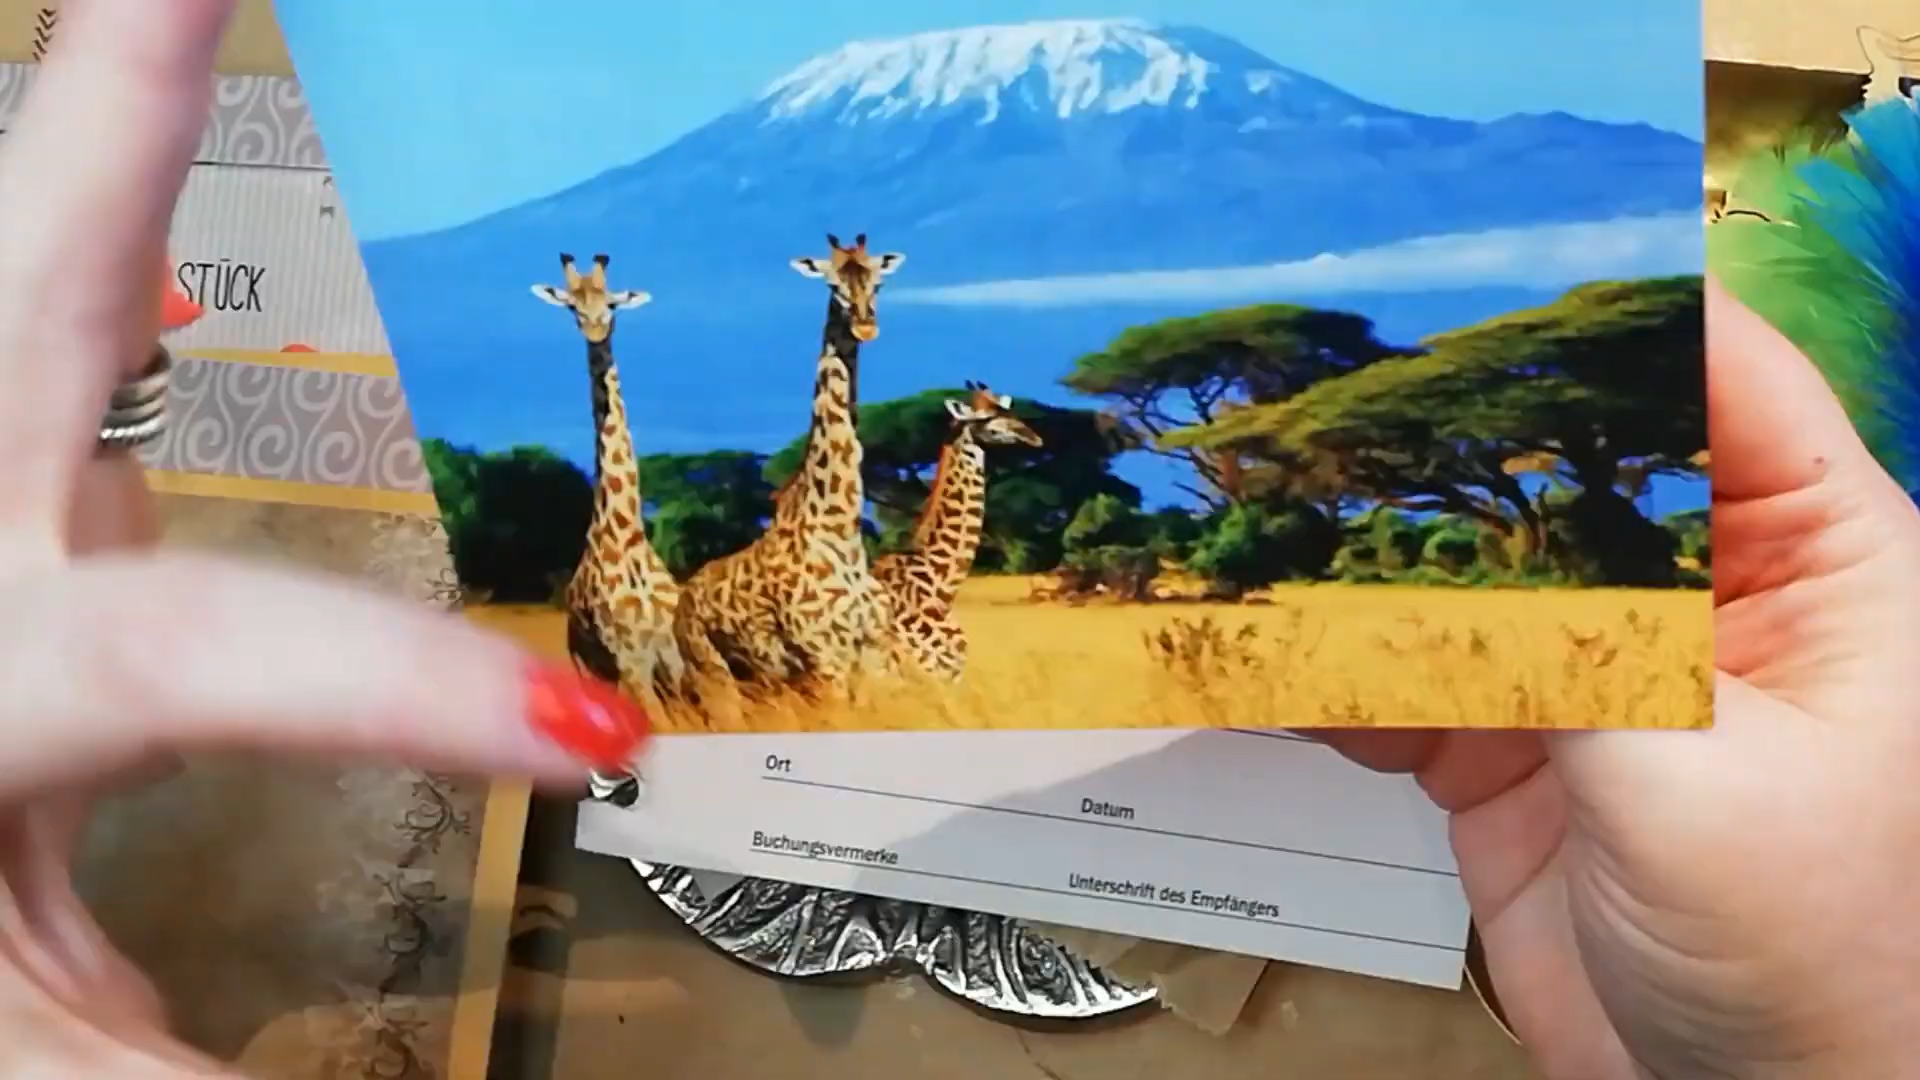 STÜCK
Ort
Datum
Buchungsvermerke
Unterschrift des Empfängers